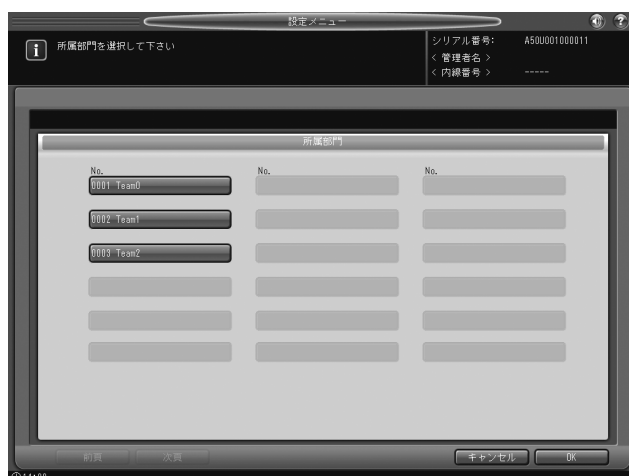 設定メニュー
所属部門を選択して下さい
シリアル番号: A50U001000011
< 管理者名 >
< 内線番号 > -----
所属部門
No. No. No.
0001 Team0
0002 Team1
0003 Team2
前頁 次頁 キャンセル OK